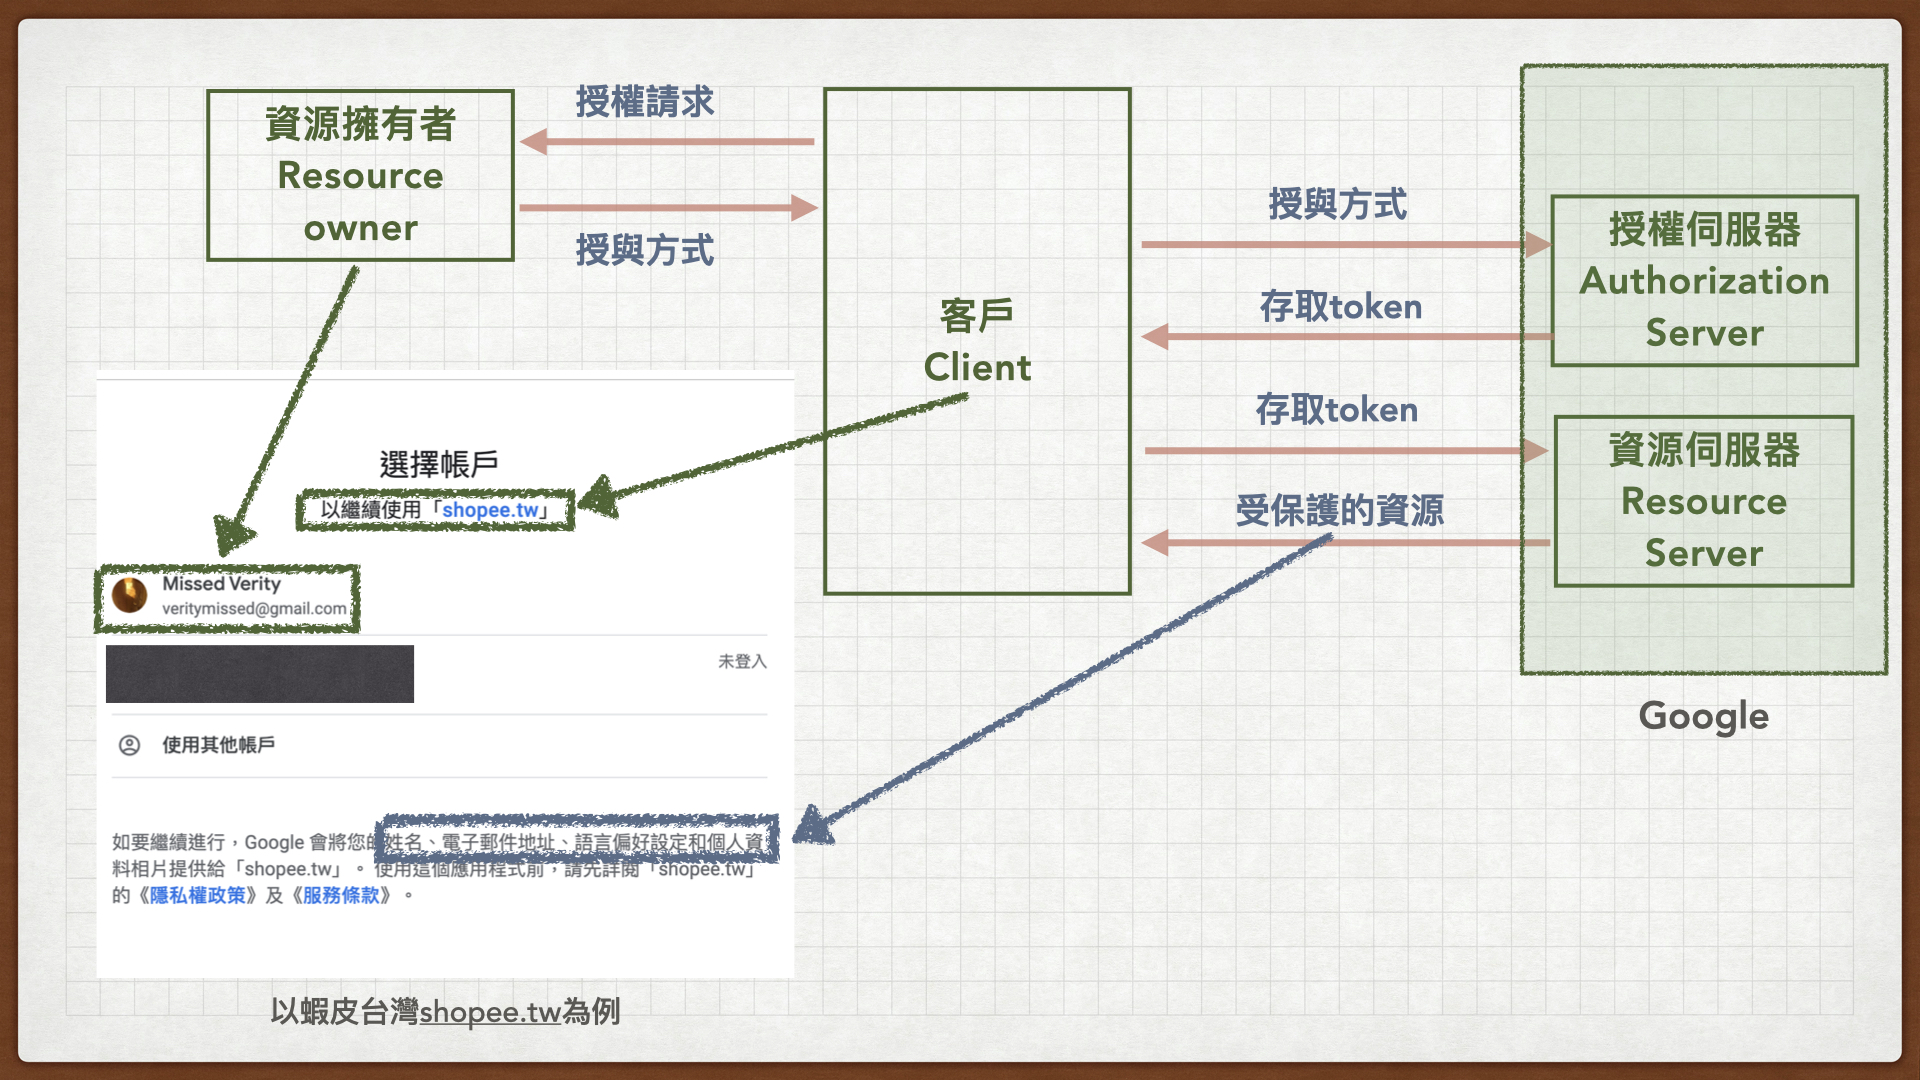 資源擁有者
Resource
owner
授權請求
授與方式
客戶
Client
授與方式
存取token
存取token
受保護的資源
授權伺服器
Authorization
Server
資源伺服器
Resource
Server
Google
選擇帳戶
以繼續使用「shopee.tw」
Missed Verity
veritymissed@gmail.com
未登入
使用其他帳戶
如要繼續進行，Google 會將您的姓名、電子郵件地址、語言偏好設定和個人資
料相片提供給「shopee.tw」。 使用這個應用程式前，請先詳閱「shopee.tw」
的《隱私權政策》及《服務條款》。
以蝦皮台灣shopee.tw為例